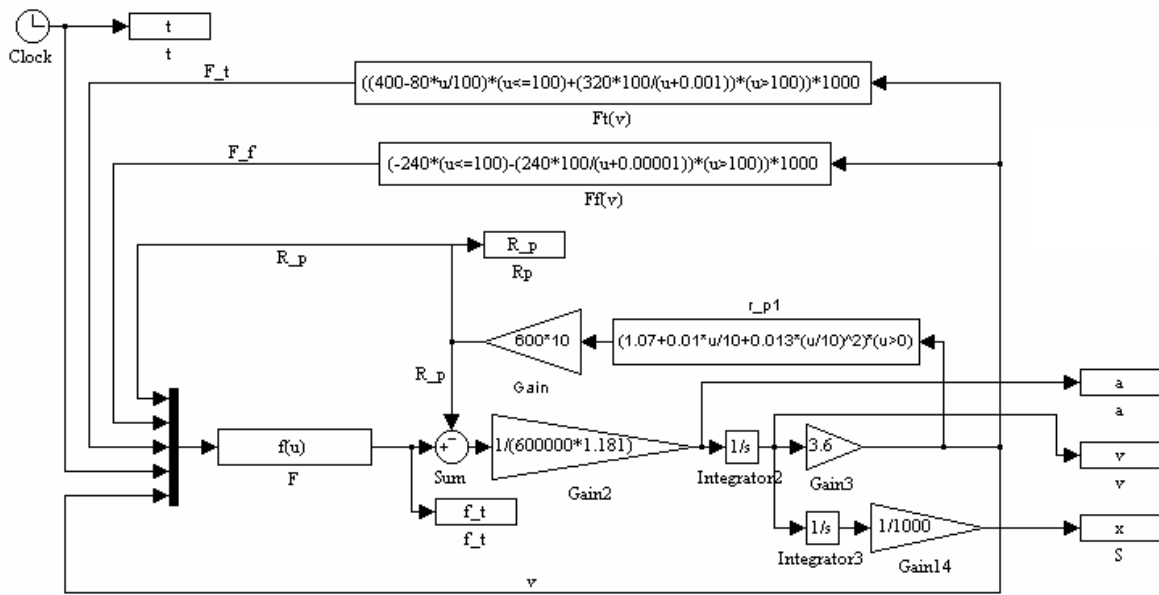 t
Clock
t
F_t
((400-80*u/100)*(u<=100)+(320*100/(u+0.001))*(u>100))*1000
Ft(v)
F_f
(-240*(u<=100)-(240*100/(u+0.00001))*(u>100))*1000
Ff(v)
R_p
R_p
Rp
r_p1
600*10
(1.07+0.01*u/10+0.013*(u/10)^2)*(u>0)
R_p
Gain
a
a
f(u)
F
+
−
Sum
1/(600000*1.181)
Gain2
1/s
Integrator2
3.6
Gain3
v
v
f_t
f_t
1/s
Integrator3
1/1000
Gain14
x
S
v